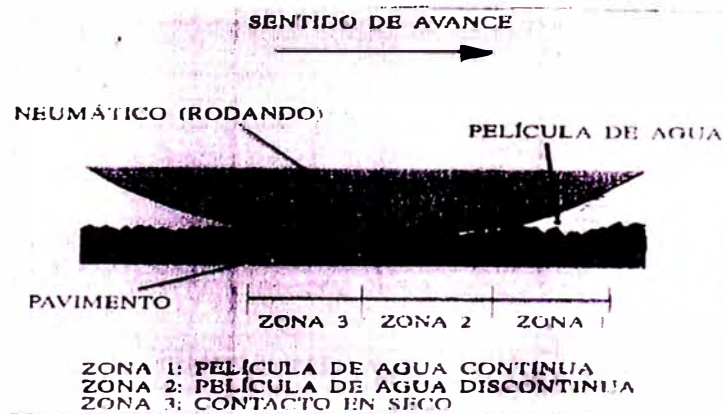 SENTIDO DE AVANCE
NEUMÁTICO (RODANDO)
PELÍCULA DE AGUA
PAVIMENTO
ZONA 3 ZONA 2 ZONA 1
ZONA 1: PELÍCULA DE AGUA CONTINUA
ZONA 2: PELÍCULA DE AGUA DISCONTINUA
ZONA 3: CONTACTO EN SECO